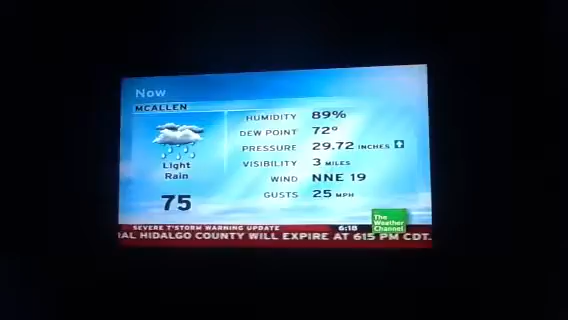 Now
MCALLEN
Light
Rain
75
HUMIDITY 89%
DEW POINT 72°
PRESSURE 29.72 INCHES
VISIBILITY 3 MILES
WIND NNE 19
GUSTS 25 MPH
The
Weather
Channel
SEVERE T'STORM WARNING UPDATE 6:18
HIDALGO COUNTY WILL EXPIRE AT 615 PM CDT.